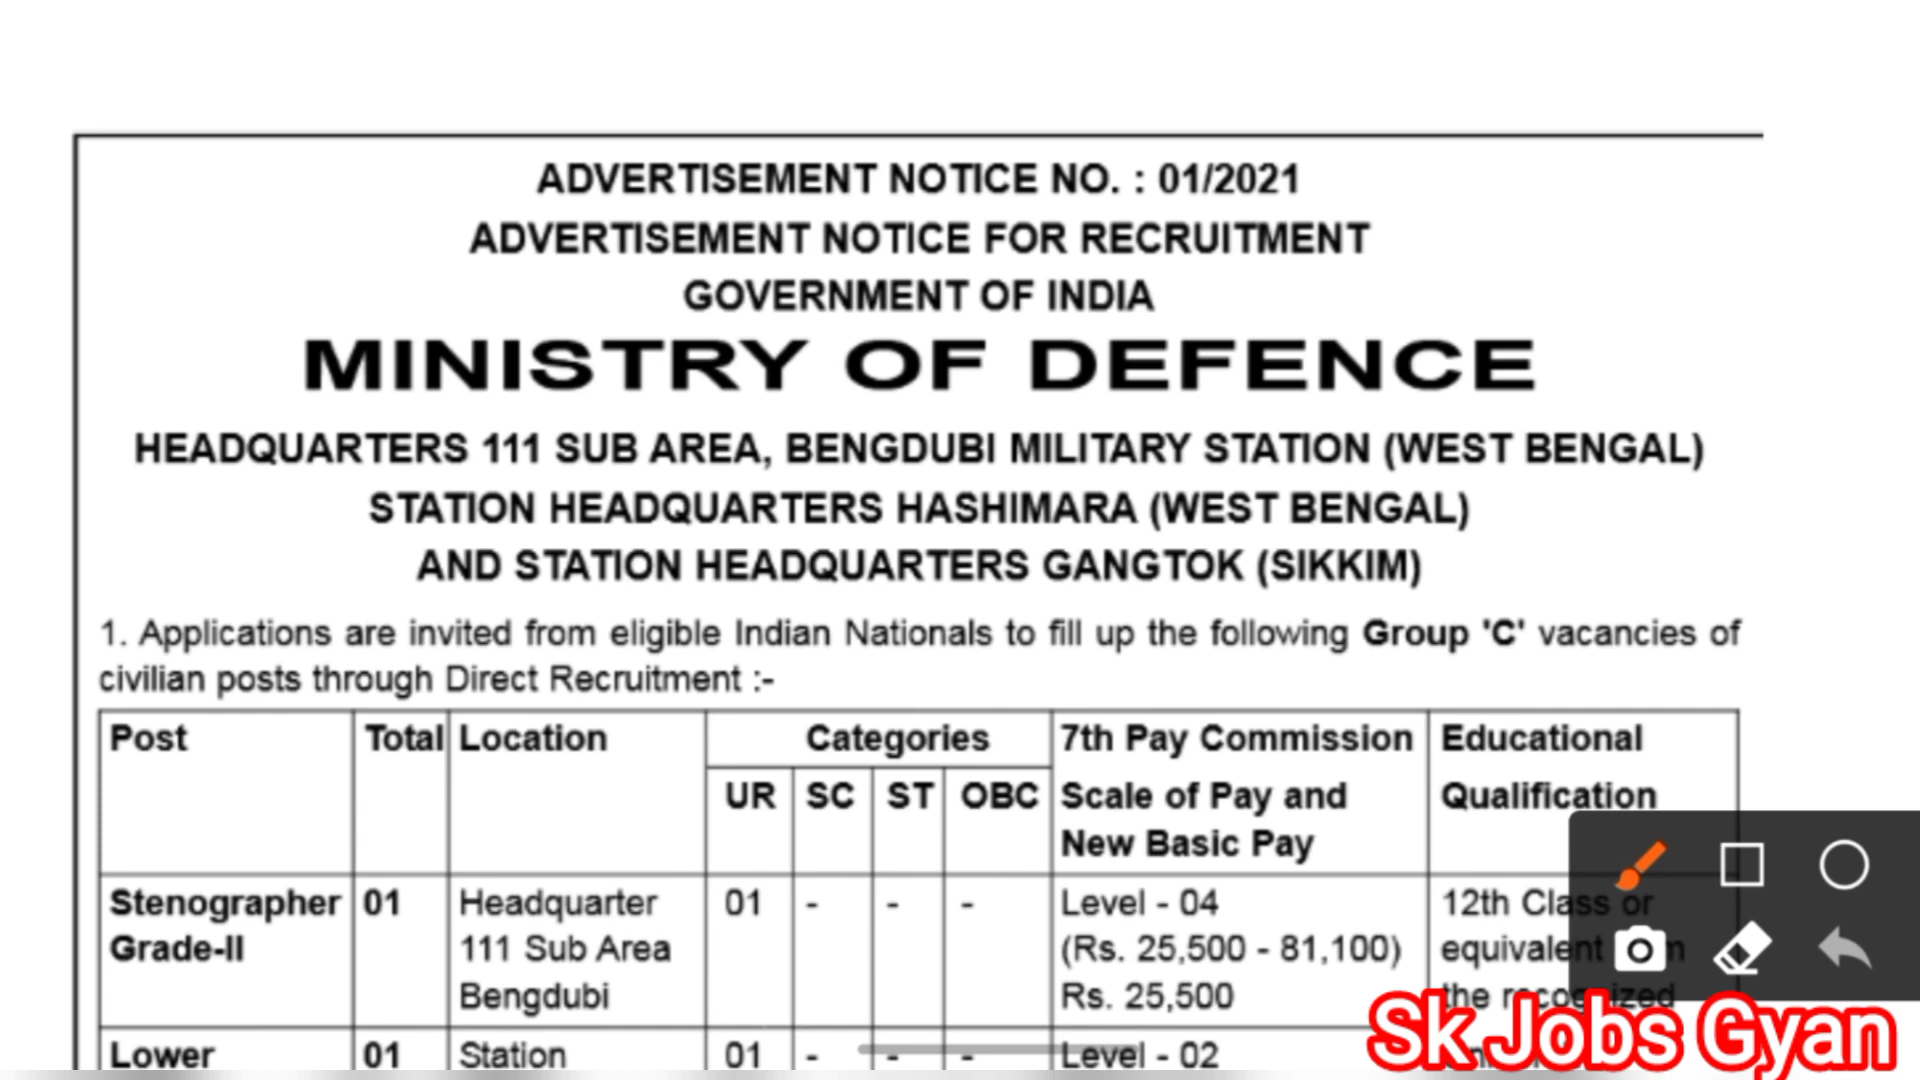 ADVERTISEMENT NOTICE NO. : 01/2021
ADVERTISEMENT NOTICE FOR RECRUITMENT
GOVERNMENT OF INDIA
MINISTRY OF DEFENCE
HEADQUARTERS 111 SUB AREA, BENGDUBI MILITARY STATION (WEST BENGAL)
STATION HEADQUARTERS HASHIMARA (WEST BENGAL)
AND STATION HEADQUARTERS GANGTOK (SIKKIM)
1. Applications are invited from eligible Indian Nationals to fill up the following Group 'C' vacancies of
civilian posts through Direct Recruitment :-
Post Total Location Categories 7th Pay Commission Educational
UR SC ST OBC Scale of Pay and Qualification
New Basic Pay
Stenographer 01 Headquarter 01 - - - Level - 04 12th Class or
Grade-II 111 Sub Area (Rs. 25,500 - 81,100) equivalent
Bengdubi Rs. 25,500 the recognized
Lower 01 Station 01 - - - Level - 02
Sk Jobs Gyan